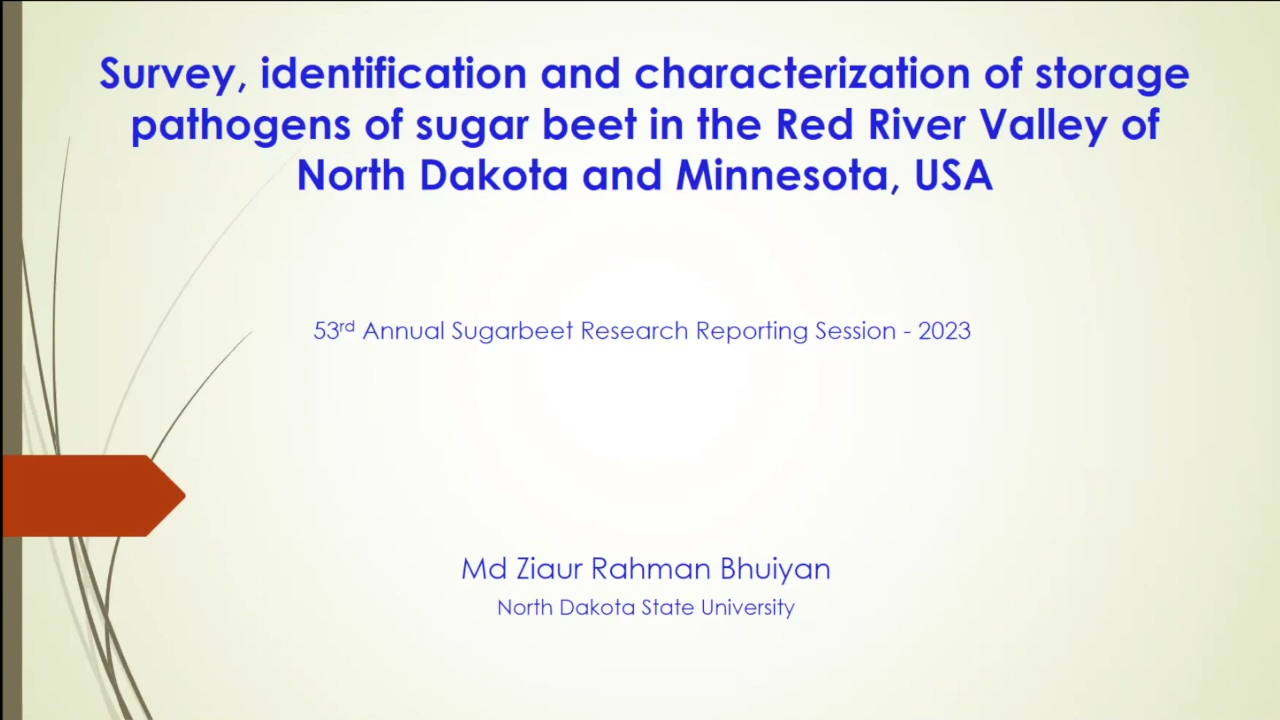 Survey, identification and characterization of storage
pathogens of sugar beet in the Red River Valley of
North Dakota and Minnesota, USA
53rd Annual Sugarbeet Research Reporting Session - 2023
Md Ziaur Rahman Bhuiyan
North Dakota State University